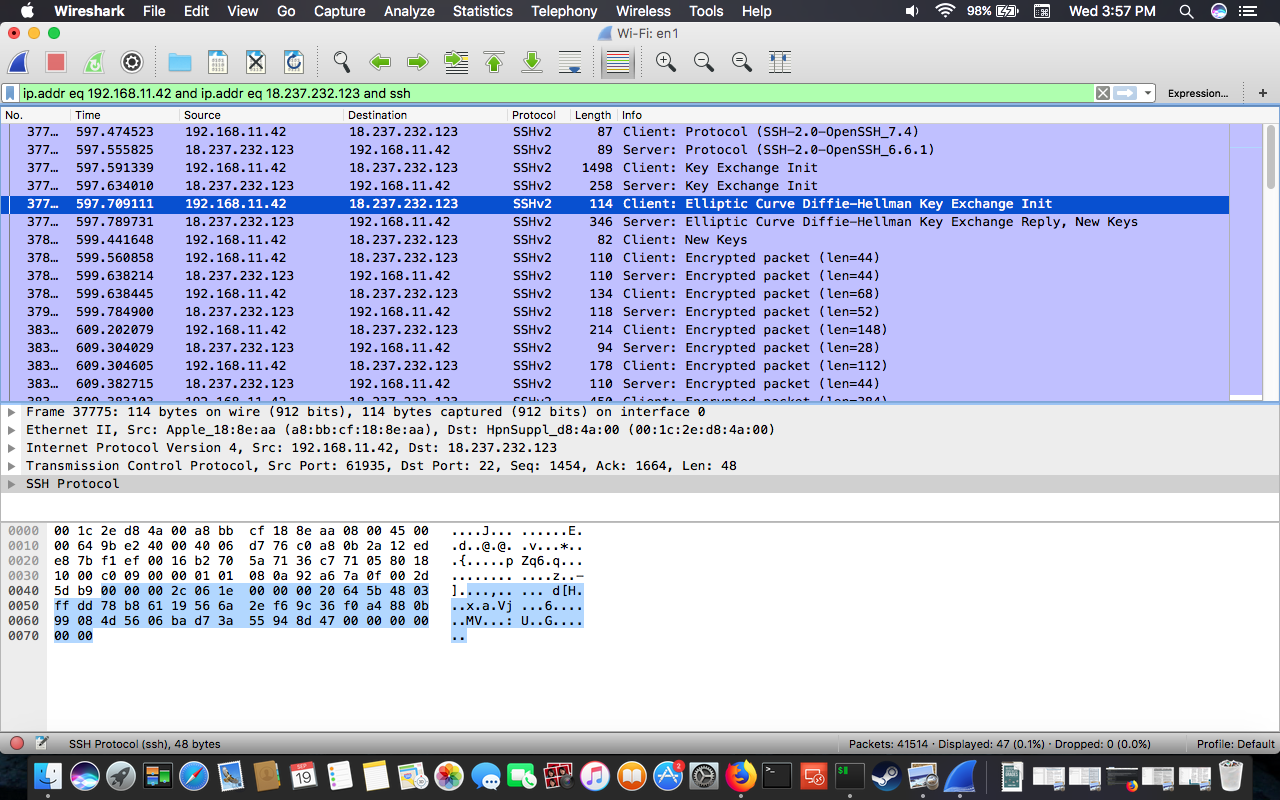 Wireshark File Edit View Go Capture Analyze Statistics Telephony Wireless Tools Help 98% Wed 3:57 PM
Wi-Fi: en1
ip.addr eq 192.168.11.42 and ip.addr eq 18.237.232.123 and ssh Expression... +
No. Time Source Destination Protocol Length Info
377… 597.474523 192.168.11.42 18.237.232.123 SSHv2 87 Client: Protocol (SSH-2.0-OpenSSH_7.4)
377… 597.555825 18.237.232.123 192.168.11.42 SSHv2 89 Server: Protocol (SSH-2.0-OpenSSH_6.6.1)
377… 597.591339 192.168.11.42 18.237.232.123 SSHv2 1498 Client: Key Exchange Init
377… 597.634010 18.237.232.123 192.168.11.42 SSHv2 258 Server: Key Exchange Init
377… 597.709111 192.168.11.42 18.237.232.123 SSHv2 114 Client: Elliptic Curve Diffie-Hellman Key Exchange Init
377… 597.789731 18.237.232.123 192.168.11.42 SSHv2 346 Server: Elliptic Curve Diffie-Hellman Key Exchange Reply, New Keys
378… 599.441648 192.168.11.42 18.237.232.123 SSHv2 82 Client: New Keys
378… 599.560858 192.168.11.42 18.237.232.123 SSHv2 110 Client: Encrypted packet (len=44)
378… 599.638214 18.237.232.123 192.168.11.42 SSHv2 110 Server: Encrypted packet (len=44)
378… 599.638445 192.168.11.42 18.237.232.123 SSHv2 134 Client: Encrypted packet (len=68)
379… 599.784900 18.237.232.123 192.168.11.42 SSHv2 118 Server: Encrypted packet (len=52)
383… 609.202079 192.168.11.42 18.237.232.123 SSHv2 214 Client: Encrypted packet (len=148)
383… 609.304029 18.237.232.123 192.168.11.42 SSHv2 94 Server: Encrypted packet (len=28)
383… 609.304605 192.168.11.42 18.237.232.123 SSHv2 178 Client: Encrypted packet (len=112)
383… 609.382715 18.237.232.123 192.168.11.42 SSHv2 110 Server: Encrypted packet (len=44)
Frame 37775: 114 bytes on wire (912 bits), 114 bytes captured (912 bits) on interface 0
Ethernet II, Src: Apple_18:8e:aa (a8:bb:cf:18:8e:aa), Dst: HpnSuppl_d8:4a:00 (00:1c:2e:d8:4a:00)
Internet Protocol Version 4, Src: 192.168.11.42, Dst: 18.237.232.123
Transmission Control Protocol, Src Port: 61935, Dst Port: 22, Seq: 1454, Ack: 1664, Len: 48
SSH Protocol
0000 00 1c 2e d8 4a 00 a8 bb cf 18 8e aa 08 00 45 00 ....J... ......E.
0010 00 64 9b e2 40 00 40 06 d7 76 c0 a8 0b 2a 12 ed .d..@.@. .v...*..
0020 e8 7b f1 ef 00 16 b2 70 5a 71 36 c7 71 05 80 18 .{.....p Zq6.q...
0030 10 00 c0 09 00 00 01 01 08 0a 92 a6 7a 0f 00 2d ........ ....z..-
0040 5d b9 00 00 00 2c 06 1e 00 00 00 20 64 5b 48 03 ]....,.. ... d[H.
0050 ff dd 78 b8 61 19 56 6a 2e f6 9c 36 f0 a4 88 0b ..x.a.Vj ...6....
0060 99 08 4d 56 06 ba d7 3a 55 94 8d 47 00 00 00 00 ..MV...: U..G....
0070 00 00 ..
SSH Protocol (ssh), 48 bytes Packets: 41514 · Displayed: 47 (0.1%) · Dropped: 0 (0.0%) Profile: Default
SEP
19
2